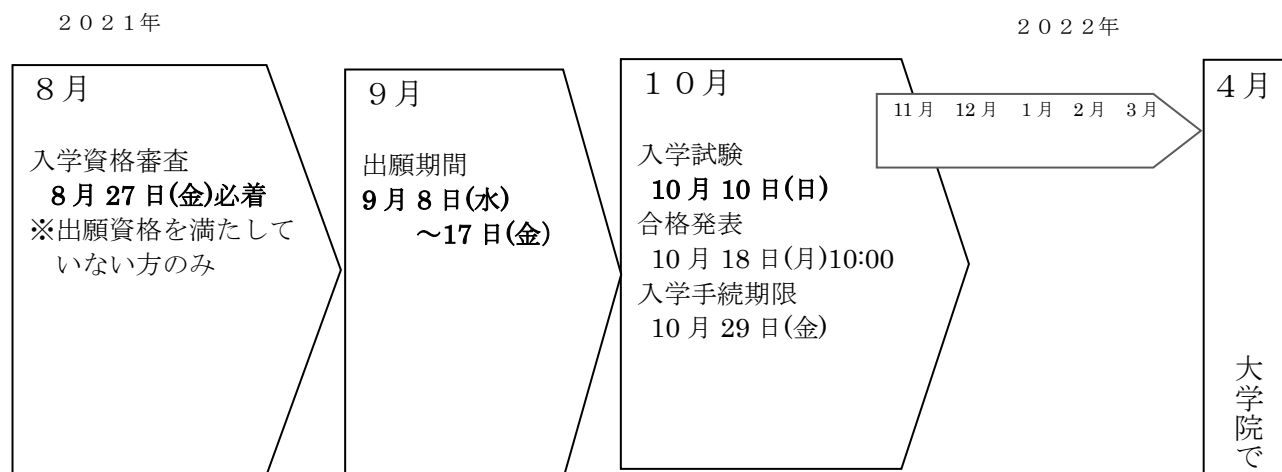 ２０２１年
２０２２年
８月
入学資格審査
8月27日(金)必着
※出願資格を満たして
いない方のみ
９月
出願期間
9月8日(水)
～17日(金)
１０月
入学試験
10月10日(日)
合格発表
10月18日(月)10:00
入学手続期限
10月29日(金)
11月 12月 1月 2月 3月
４月
大学院で